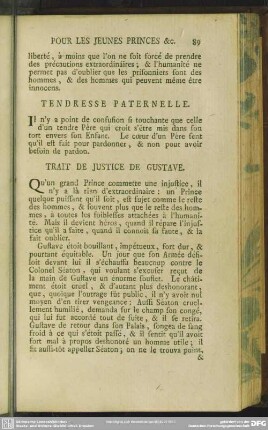 POUR LES JEUNES PRINCES &c. 89
liberté, à moins que l'on ne soit forcé de prendre
des précautions extraordinaires; & l'humanité ne
permet pas d'oublier que les prisonniers sont des
hommes, & des hommes qui peuvent même être
innocens.
TENDRESSE PATERNELLE.
Il n'y a point de confusion si touchante que celle
d'un tendre Père qui croit s'être mis dans son
tort envers son Enfant. Le cœur d'un Père sent
qu'il est fait pour pardonner, & non pour avoir
besoin de pardon.
TRAIT DE JUSTICE DE GUSTAVE.
Qu'un grand Prince commette une injustice, il
n'y a là rien d'extraordinaire: un Prince
quelque puissant qu'il soit, est sujet comme le reste
des hommes, & souvent plus que le reste des hom-
mes, à toutes les foiblesses attachées à l'humani-
té. Mais il devient héros, quand il répare l'injus-
tice qu'il a faite, quand il connoit sa faute, & la
fait oublier.
Gustave étoit bouillant, impétueux, fort dur, &
pourtant équitable. Un jour que son Armée défi-
loit devant lui il s'échauffa beaucoup contre le
Colonel Seaton, qui voulant s'excuser reçut de
la main de Gustave un énorme soufflet. Le châti-
ment étoit cruel, & d'autant plus deshonorant;
que, quoique l'outrage fût public, il n'y avoit nul
moyen d'en tirer vengeance: Aussi Seaton cruel-
lement humilié, demanda sur le champ son congé,
qui lui fut accordé tout de suite, & il se retira.
Gustave de retour dans son Palais, songea de sang
froid à ce qui s'étoit passé, & il sentit qu'il avoit
fort mal à propos deshonoré un homme utile; il
fit aussi-tôt appeller Seaton; on ne le trouva point,
&